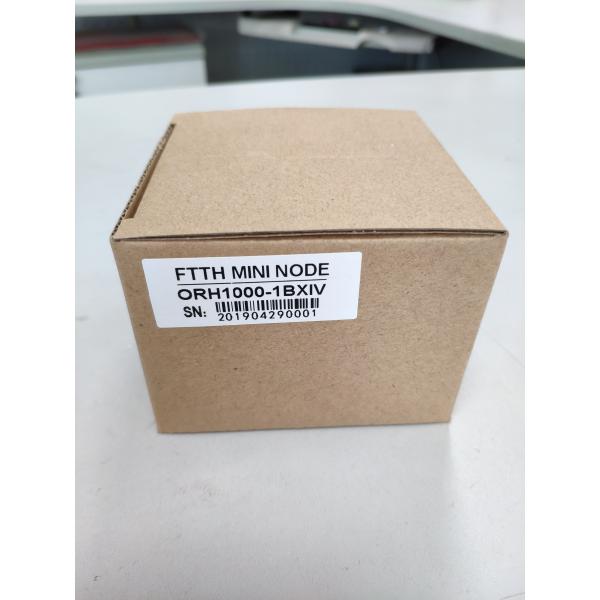 FTTH MINI NODE
ORH1000-1BXIV
SN:
201904290001